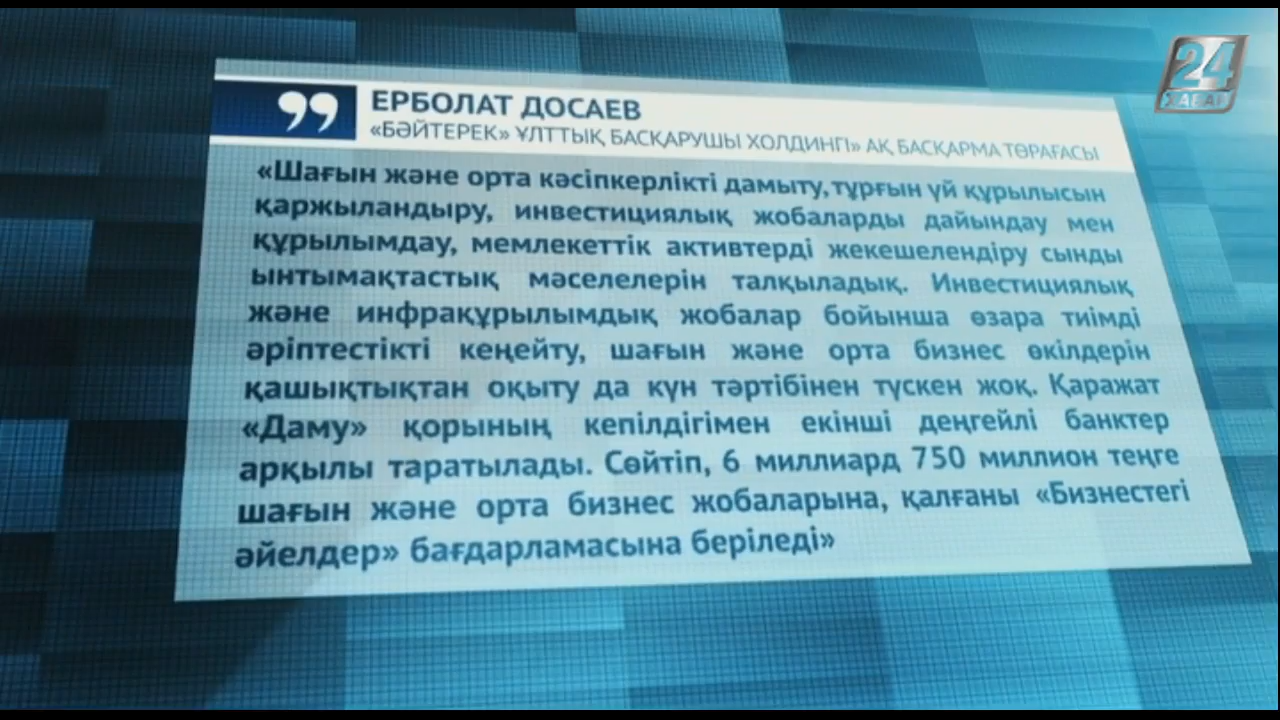 24
ХАБАР
ЕРБОЛАТ ДОСАЕВ
«БӘЙТЕРЕК» ҰЛТТЫҚ БАСҚАРУШЫ ХОЛДИНГІ» АҚ БАСҚАРМА ТӨРАҒАСЫ
«Шағын және орта кәсіпкерлікті дамыту, тұрғын үй құрылысын
қаржыландыру, инвестициялық жобаларды дайындау мен
құрылымдау, мемлекеттік активтерді жекешелендіру сынды
ынтымақтастық мәселелерін талқыладық. Инвестициялық
және инфрақұрылымдық жобалар бойынша өзара тиімді
әріптестікті кеңейту, шағын және орта бизнес өкілдерін
қашықтықтан оқыту да күн тәртібінен түскен жоқ. Қаражат
«Даму» қорының кепілдігімен екінші деңгейлі банктер
арқылы таратылады. Сөйтіп, 6 миллиард 750 миллион теңге
шағын және орта бизнес жобаларына, қалғаны «Бизнестегі
әйелдер» бағдарламасына беріледі»